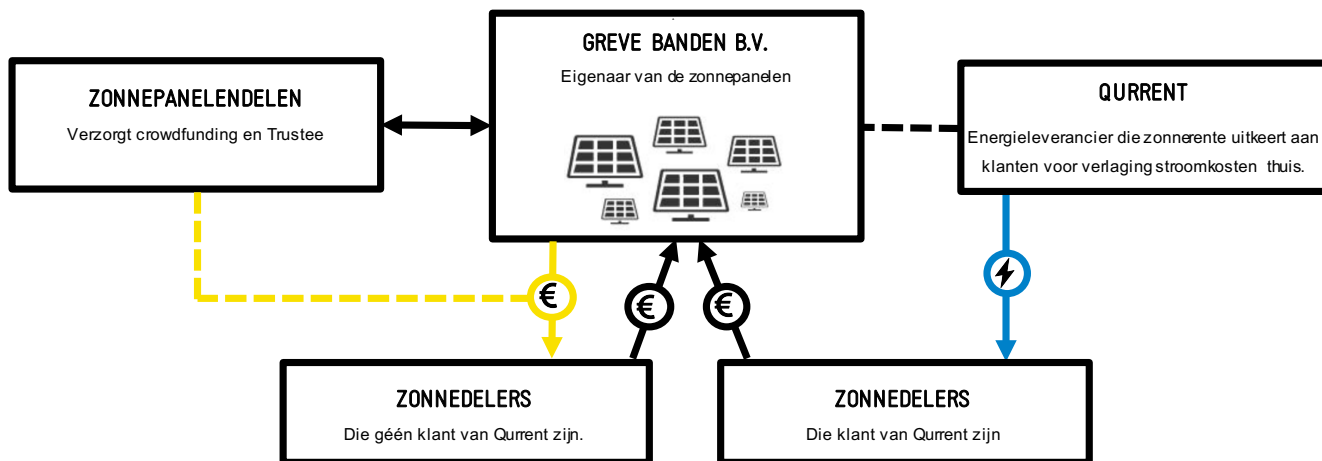 GREVE BANDEN B.V.
Eigenaar van de zonnepanelen
ZONNEPANELENDELEN
Verzorgt crowdfunding en Trustee
QURRENT
Energieleverancier die zonnerente uitkeert aan
klanten voor verlaging stroomkosten thuis.
€
€
€
ZONNEDELERS
Die géén klant van Qurrent zijn.
ZONNEDELERS
Die klant van Qurrent zijn